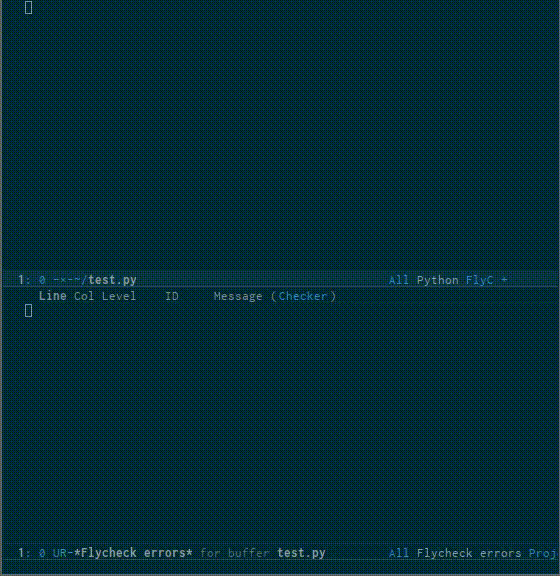 1: 0 -×-~/test.py All Python FlyC +
Line Col Level ID Message (Checker)
1: 0 UR-*Flycheck errors* for buffer test.py All Flycheck errors Proj